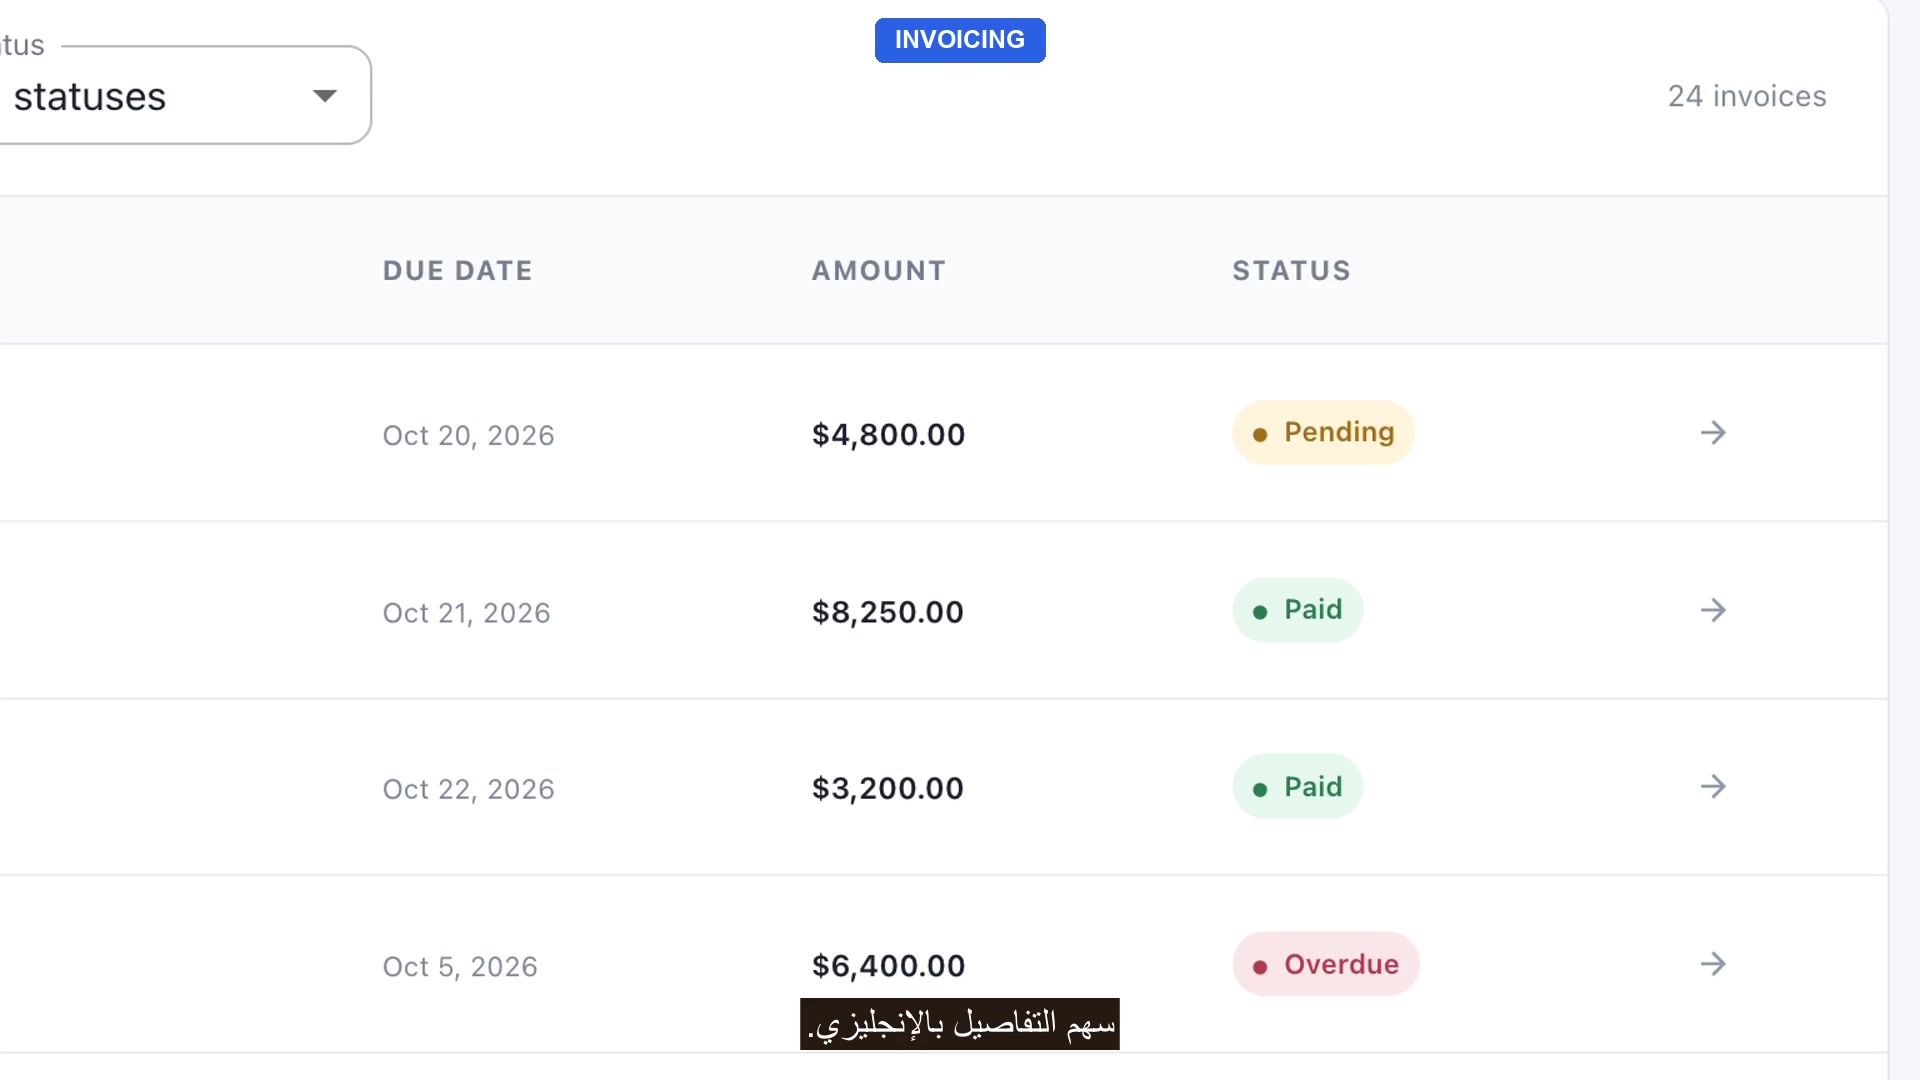 INVOICING
tus
statuses
24 invoices
DUE DATE AMOUNT STATUS
Oct 20, 2026 $4,800.00 Pending
Oct 21, 2026 $8,250.00 Paid
Oct 22, 2026 $3,200.00 Paid
Oct 5, 2026 $6,400.00 Overdue
سهم التفاصيل بالإنجليزي.